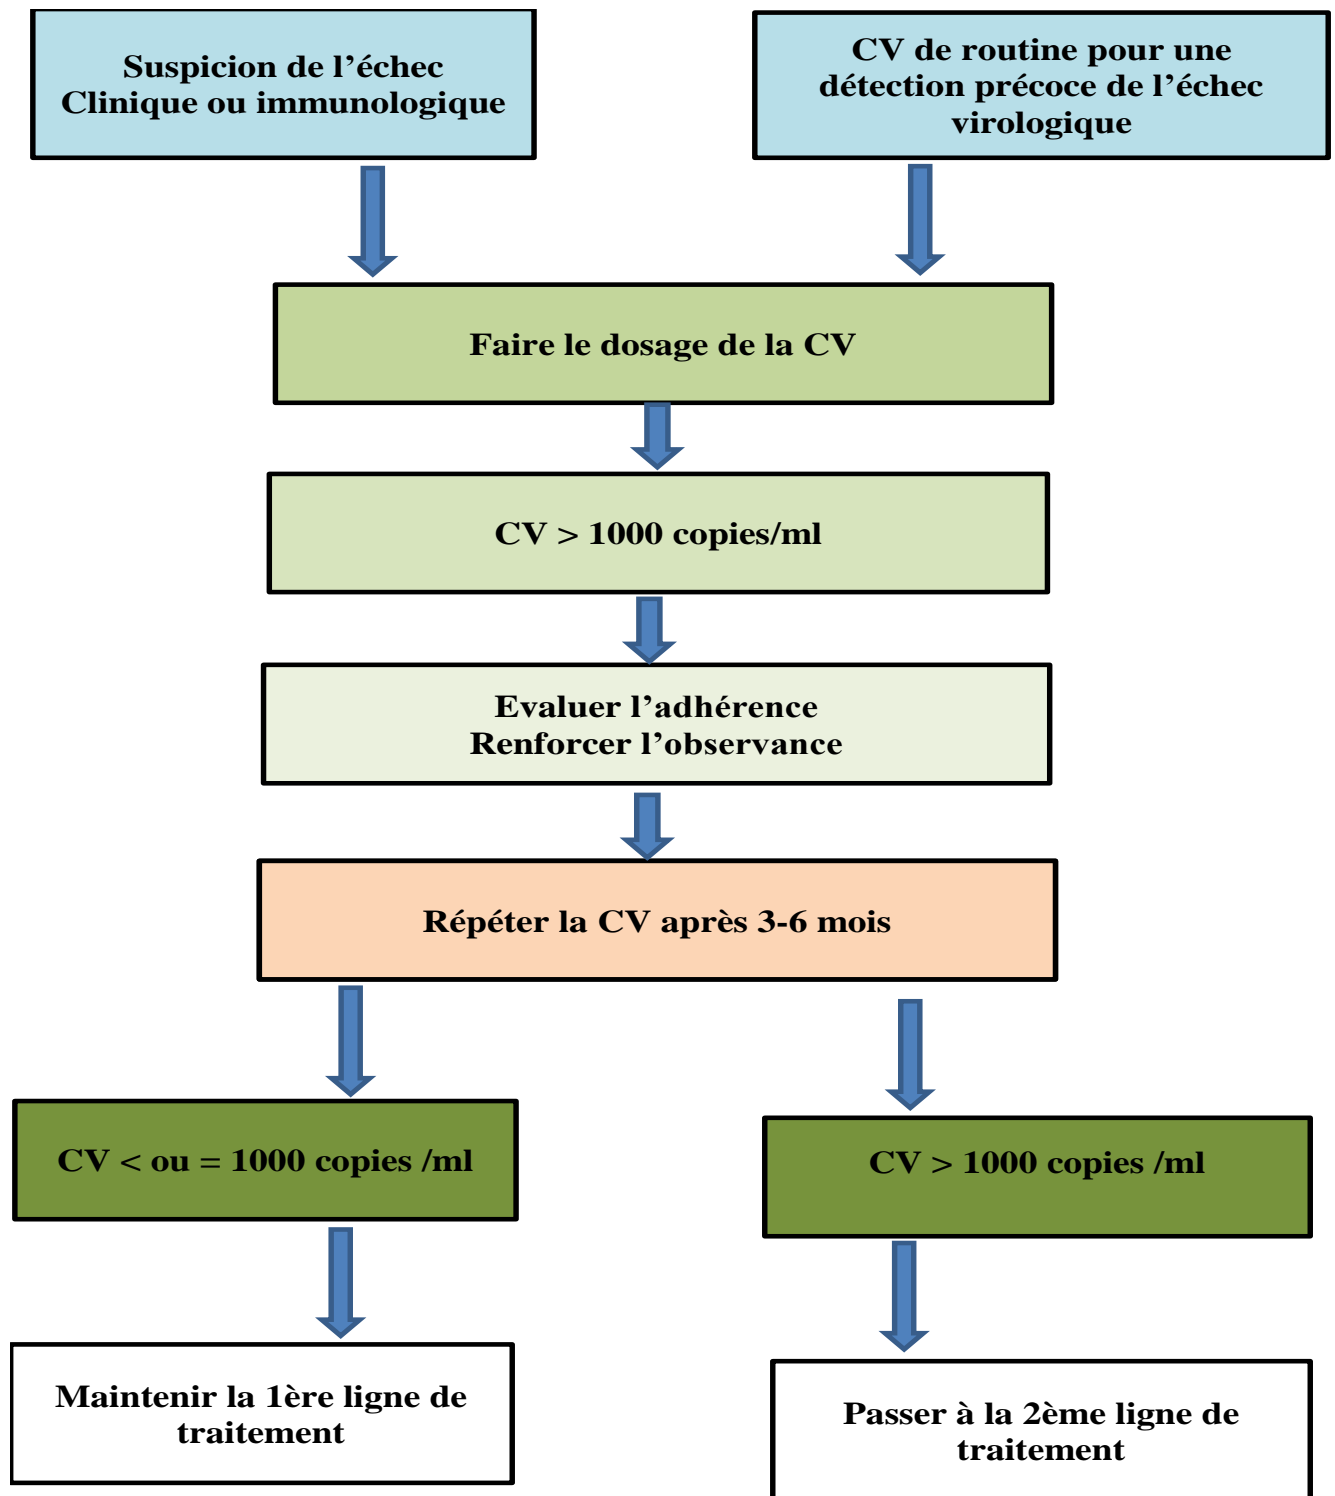 Suspicion de l’échec
Clinique ou immunologique
CV de routine pour une
détection précoce de l’échec
virologique
Faire le dosage de la CV
CV > 1000 copies/ml
Evaluer l’adhérence
Renforcer l’observance
Répéter la CV après 3-6 mois
CV < ou = 1000 copies /ml
CV > 1000 copies /ml
Maintenir la 1ère ligne de
traitement
Passer à la 2ème ligne de
traitement